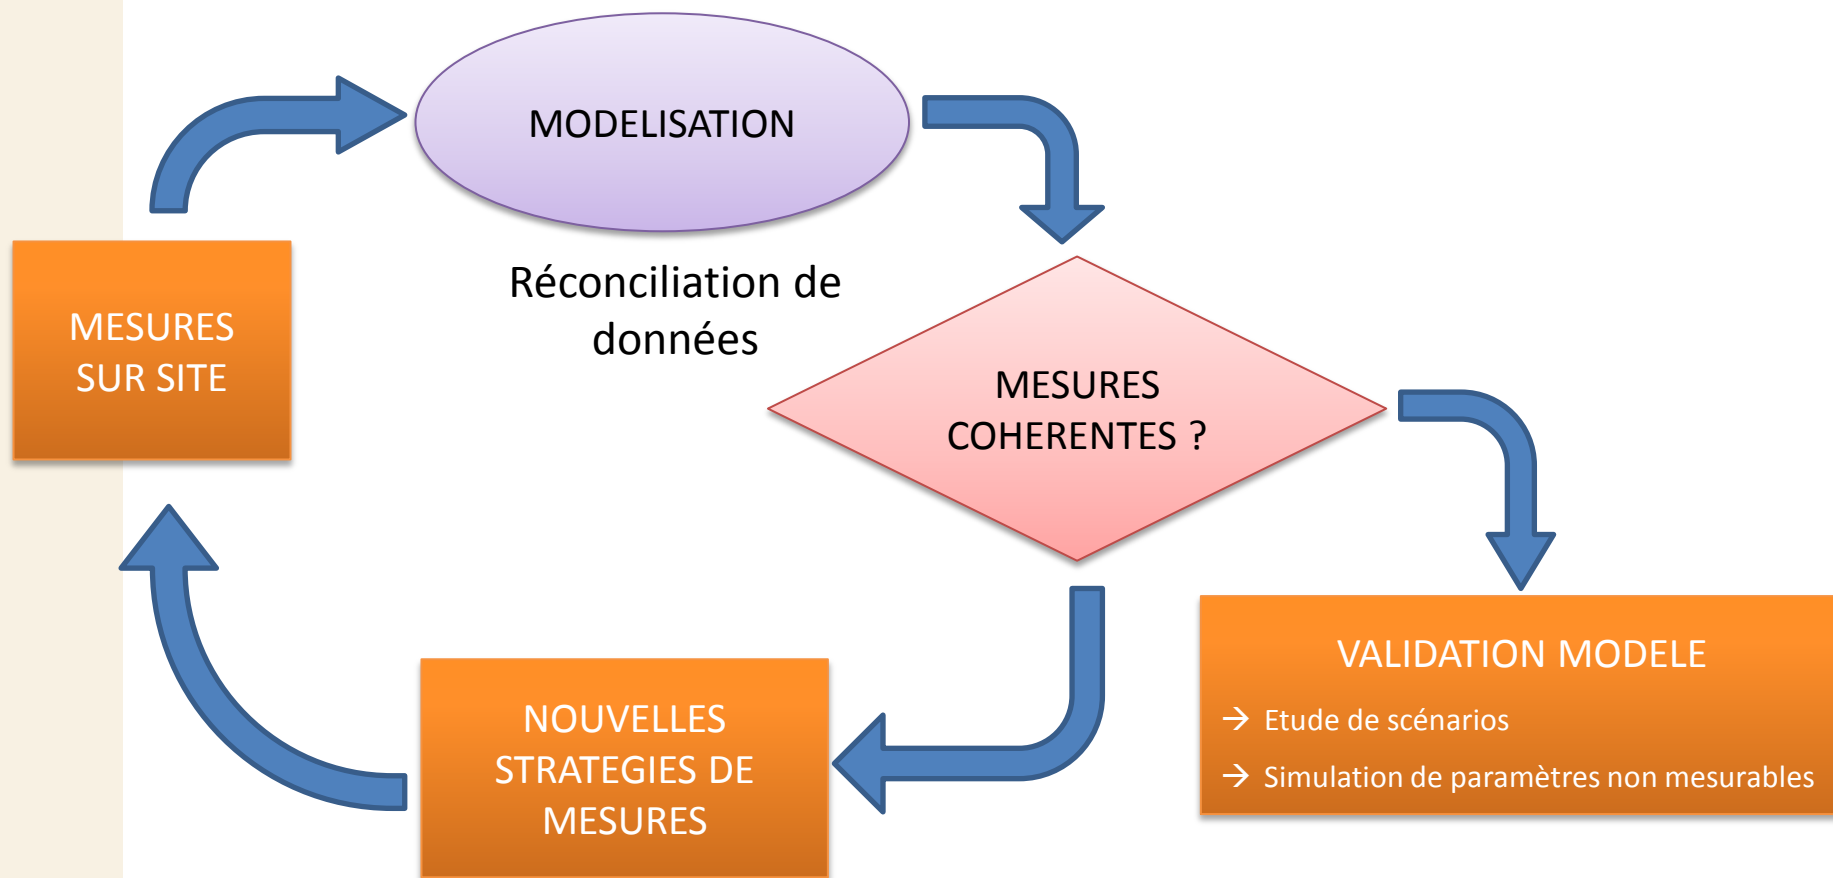 MODELISATION
Réconciliation de
données
MESURES
SUR SITE
MESURES
COHERENTES ?
VALIDATION MODELE
→ Etude de scénarios
→ Simulation de paramètres non mesurables
NOUVELLES
STRATEGIES DE
MESURES